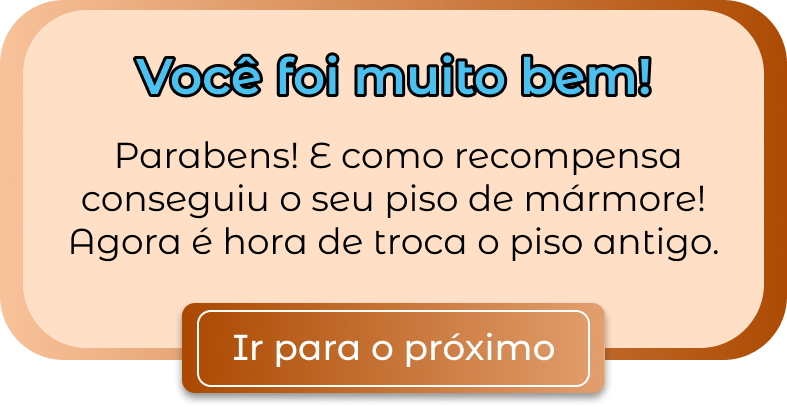 Você foi muito bem!
Parabens! E como recompensa
conseguiu o seu piso de mármore!
Agora é hora de troca o piso antigo.
Ir para o próximo